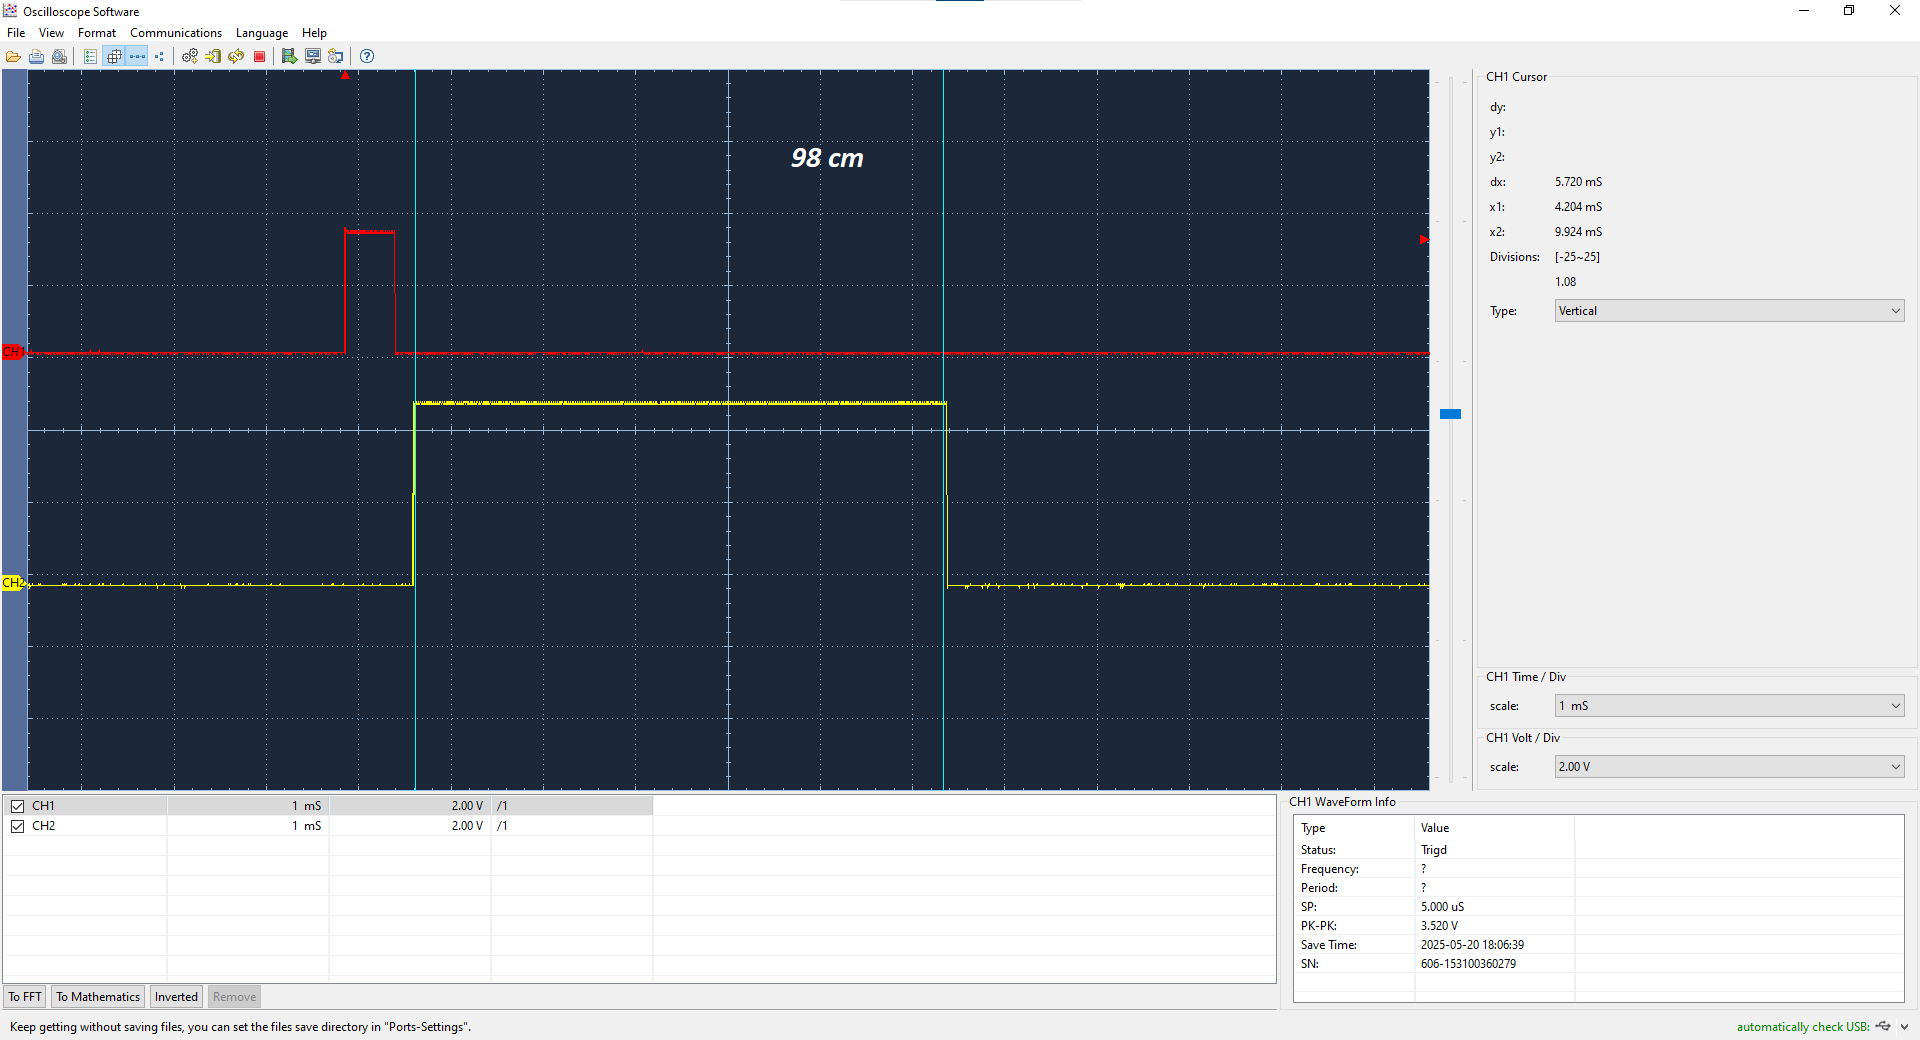 Oscilloscope Software
File View Format Communications Language Help
98 cm
CH1
CH2
CH1 Cursor
dy:
y1:
y2:
dx: 5.720 mS
x1: 4.204 mS
x2: 9.924 mS
Divisions: [-25~25]
1.08
Type: Vertical
CH1 Time / Div
scale: 1 mS
CH1 Volt / Div
scale: 2.00 V
CH1 1 mS 2.00 V /1
CH2 1 mS 2.00 V /1
CH1 WaveForm Info
Type Value
Status: Trigd
Frequency: ?
Period: ?
SP: 5.000 uS
PK-PK: 3.520 V
Save Time: 2025-05-20 18:06:39
SN: 606-153100360279
To FFT To Mathematics Inverted Remove
Keep getting without saving files, you can set the files save directory in "Ports-Settings".
automatically check USB: